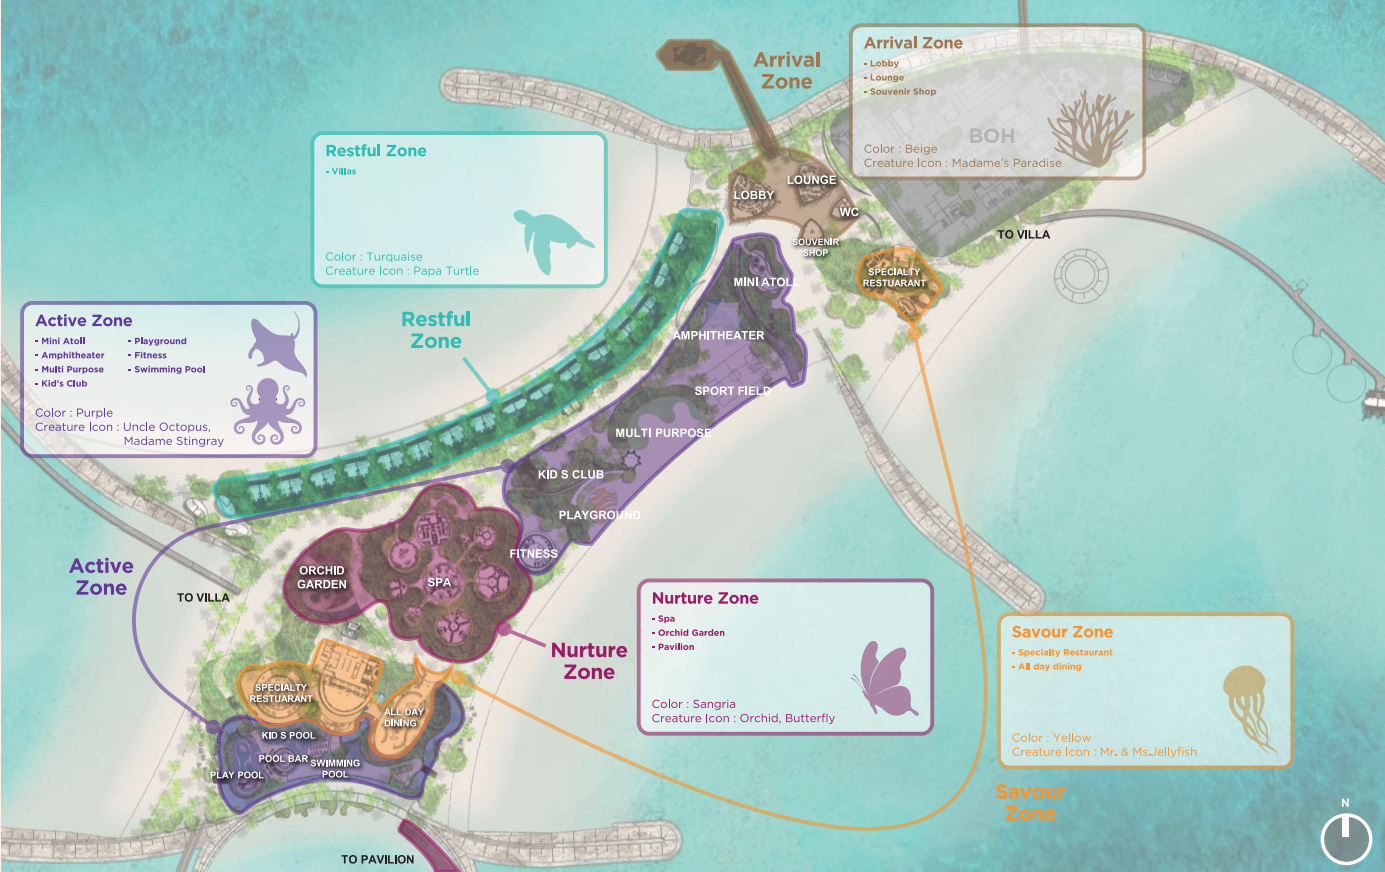 Arrival Zone
- Lobby
- Lounge
- Souvenir Shop
Color : Beige
Creature Icon : Madame's Paradise
BOH
Arrival
Zone
Restful Zone
- Villas
Color : Turquaise
Creature Icon : Papa Turtle
LOUNGE
LOBBY
WC
SOUVENIR
SHOP
TO VILLA
SPECIALTY
RESTUARANT
MINI ATOLL
Active Zone
- Mini Atoll
- Amphitheater
- Multi Purpose
- Kid's Club
- Playground
- Fitness
- Swimming Pool
Color : Purple
Creature Icon : Uncle Octopus,
Madame Stingray
Restful
Zone
AMPHITHEATER
SPORT FIELD
MULTI PURPOSE
KID S CLUB
PLAYGROUND
FITNESS
Active
Zone
ORCHID
GARDEN
SPA
TO VILLA
Nurture Zone
- Spa
- Orchid Garden
- Pavilion
Color : Sangria
Creature Icon : Orchid, Butterfly
Nurture
Zone
Savour Zone
- Specialty Restaurant
- All day dining
Color : Yellow
Creature Icon : Mr. & Ms.Jellyfish
SPECIALTY
RESTUARANT
ALL DAY
DINING
KID S POOL
POOL BAR
SWIMMING
POOL
PLAY POOL
Savour
Zone
N
TO PAVILION